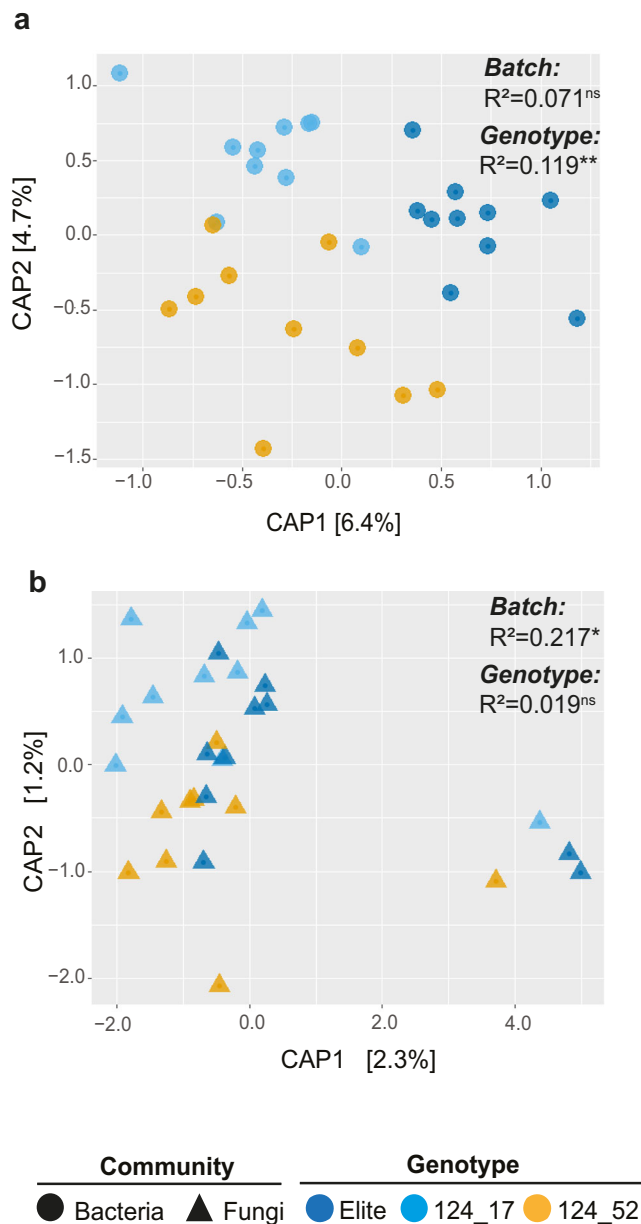 a
Batch:
R²=0.071ns
Genotype:
R²=0.119**
1.0
0.5
0.0
−0.5
−1.0
−1.5
CAP2 [4.7%]
−1.0
−0.5
0.0
0.5
1.0
CAP1 [6.4%]
b
Batch:
R²=0.217*
Genotype:
R²=0.019ns
1.0
0.0
−1.0
−2.0
CAP2 [1.2%]
−2.0
0.0
2.0
4.0
CAP1 [2.3%]
Community
Genotype
Bacteria
Fungi
Elite
124_17
124_52